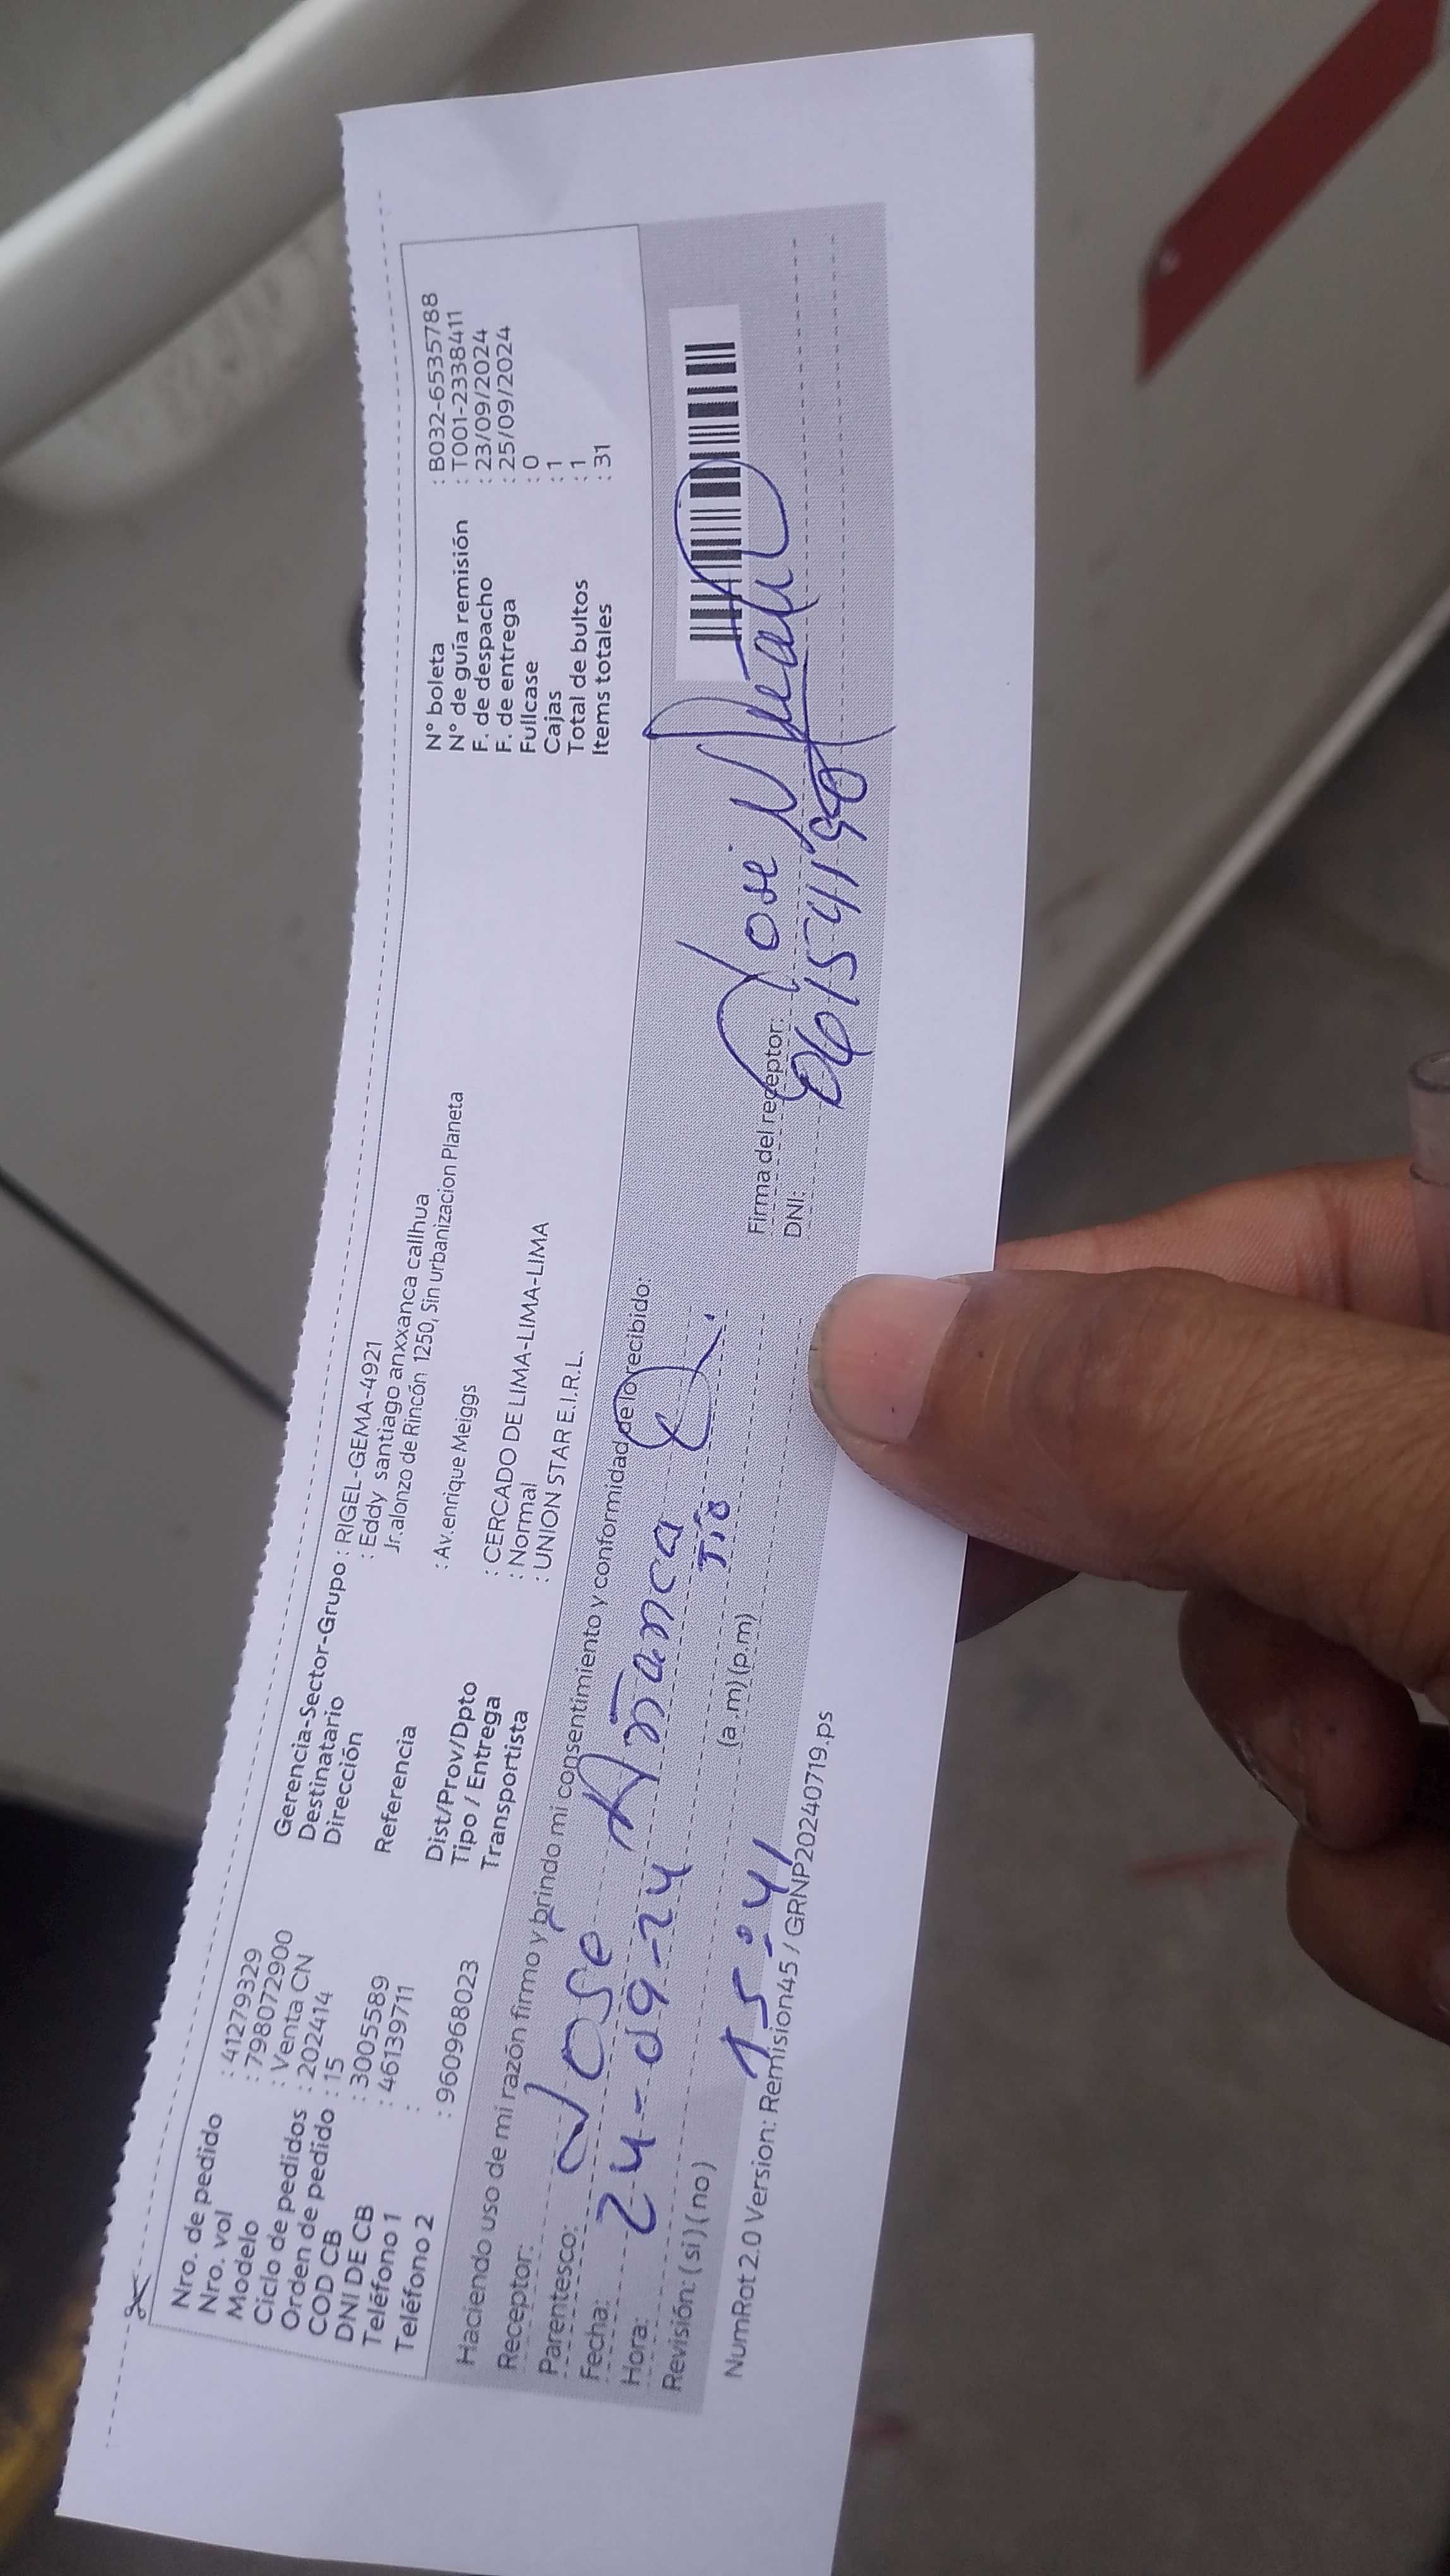 Nro. de pedido : 41279329
Nro. vol : 7980729​00
Modelo : Venta CN
Ciclo de pedidos : 202414
Orden de pedido : 15
COD CB : 3005589
DNI DE CB : 46139711
Teléfono 1 :
Teléfono 2 : 960968023
Gerencia-Sector-Grupo : RIGEL-GEMA-4921
Destinatario : Eddy santiago anxxanca callhua
Dirección Jr.alonzo de Rincón 1250, Sin urbanizacion Planeta
Referencia : Av.enrique Meiggs
Dist/Prov/Dpto : CERCADO DE LIMA-LIMA-LIMA
Tipo / Entrega : Normal
Transportista : UNION STAR E.I.R.L.
N° boleta : B032-6535788
N° de guía remisión : T001-2338411
F. de despacho : 23/09/2024
F. de entrega : 25/09/2024
Fullcase : 0
Cajas : 1
Total de bultos : 1
Items totales : 31
Haciendo uso de mi razón firmo y brindo mi consentimiento y conformidad de lo recibido:
Receptor: José Añanca
Parentesco: Tío
Fecha: 24-09-24
Hora: 15:41 (a .m) (p.m)
Revisión: ( si ) ( no )
Firma del receptor: José
DNI:
NumRot 2.0 Version: Remision45 / GRNP20240719.ps